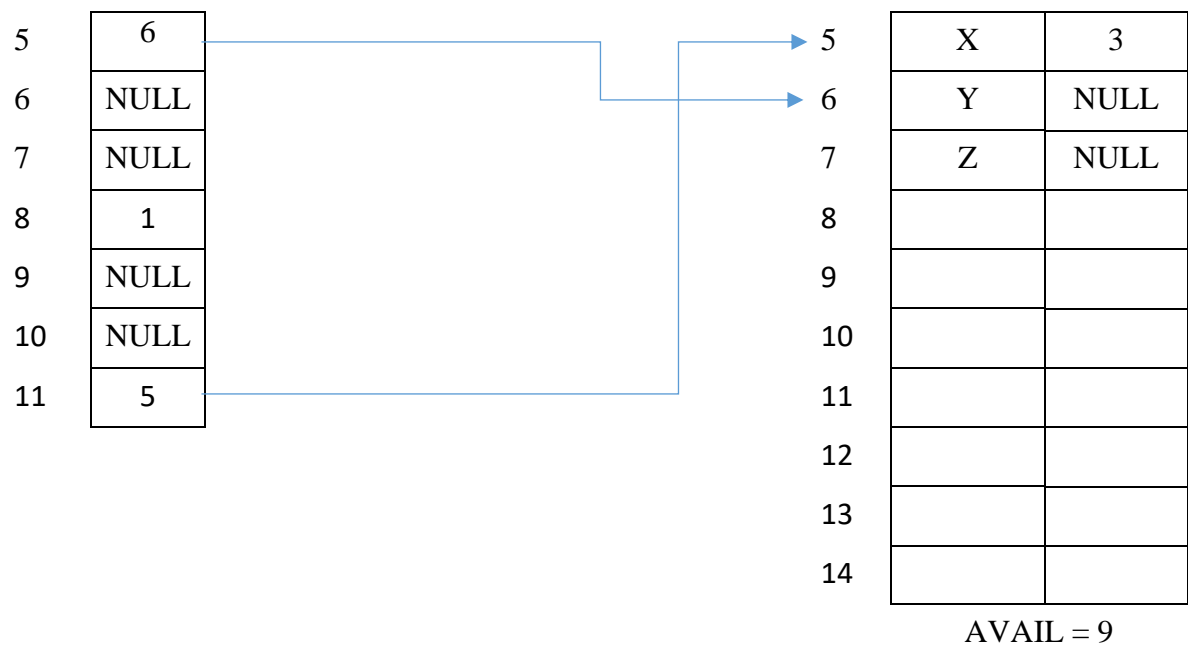 5 6 5 X 3
6 NULL 6 Y NULL
7 NULL 7 Z NULL
8 1 8
9 NULL 9
10 NULL 10
11 5 11
12
13
14
AVAIL = 9